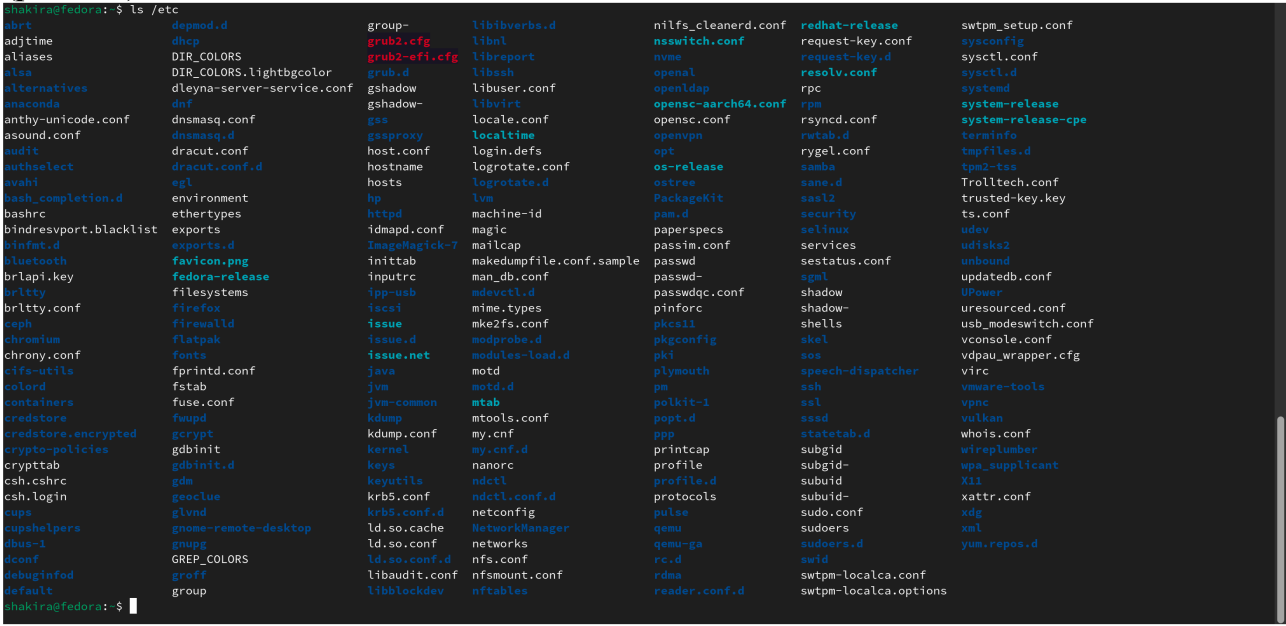 shakira@fedora:~$ ls /etc
abrt depmod.d group- libibverbs.d nilfs_cleanerd.conf redhat-release swtpm_setup.conf
adjtime dhcp grub2.cfg libnl nsswitch.conf request-key.conf sysconfig
aliases DIR_COLORS grub2-efi.cfg libreport nvme request-key.d sysctl.conf
alsa DIR_COLORS.lightbgcolor grub.d libssh openal resolv.conf sysctl.d
alternatives dleyna-server-service.conf gshadow libuser.conf openldap rpc systemd
anaconda dnf gshadow- libvirt opensc-aarch64.conf rpm system-release
anthy-unicode.conf dnsmasq.conf gss locale.conf opensc.conf rsyncd.conf system-release-cpe
asound.conf dnsmasq.d gssproxy localtime openvpn rwtab.d terminfo
audit dracut.conf host.conf login.defs opt rygel.conf tmpfiles.d
authselect dracut.conf.d hostname logrotate.conf os-release samba tpm2-tss
avahi egl hosts logrotate.d ostree sane.d Trolltech.conf
bash_completion.d environment hp lvm PackageKit sasl2 trusted-key.key
bashrc ethertypes httpd machine-id pam.d security ts.conf
bindresvport.blacklist exports idmapd.conf magic paperspecs selinux udev
binfmt.d exports.d ImageMagick-7 mailcap passim.conf services udisks2
bluetooth favicon.png inittab makedumpfile.conf.sample passwd sestatus.conf unbound
brlapi.key fedora-release inputrc man_db.conf passwd- sgml updatedb.conf
brltty filesystems ipp-usb mdevctl.d passwdqc.conf shadow UPower
brltty.conf firefox iscsi mime.types pinforc shadow- uresourced.conf
ceph firewalld issue mke2fs.conf pkcs11 shells usb_modeswitch.conf
chromium flatpak issue.d modprobe.d pkgconfig skel vconsole.conf
chrony.conf fonts issue.net modules-load.d pki sos vdpau_wrapper.cfg
cifs-utils fprintd.conf java motd plymouth speech-dispatcher virc
colord fstab jvm motd.d pm ssh vmware-tools
containers fuse.conf jvm-common mtab polkit-1 ssl vpnc
credstore fwupd kdump mtools.conf popt.d sssd vulkan
credstore.encrypted gcrypt kdump.conf my.cnf ppp statetab.d whois.conf
crypto-policies gdbinit kernel my.cnf.d printcap subgid wireplumber
crypttab gdbinit.d keys nanorc profile subgid- wpa_supplicant
csh.cshrc gdm keyutils ndctl profile.d subuid X11
csh.login geoclue krb5.conf ndctl.conf.d protocols subuid- xattr.conf
cups glvnd krb5.conf.d netconfig pulse sudo.conf xdg
cupshelpers gnome-remote-desktop ld.so.cache NetworkManager qemu sudoers xml
dbus-1 gnupg ld.so.conf networks qemu-ga sudoers.d yum.repos.d
dconf GREP_COLORS ld.so.conf.d nfs.conf rc.d swid
debuginfod groff libaudit.conf nfsmount.conf rdma swtpm-localca.conf
default group libblockdev nftables reader.conf.d swtpm-localca.options
shakira@fedora:~$